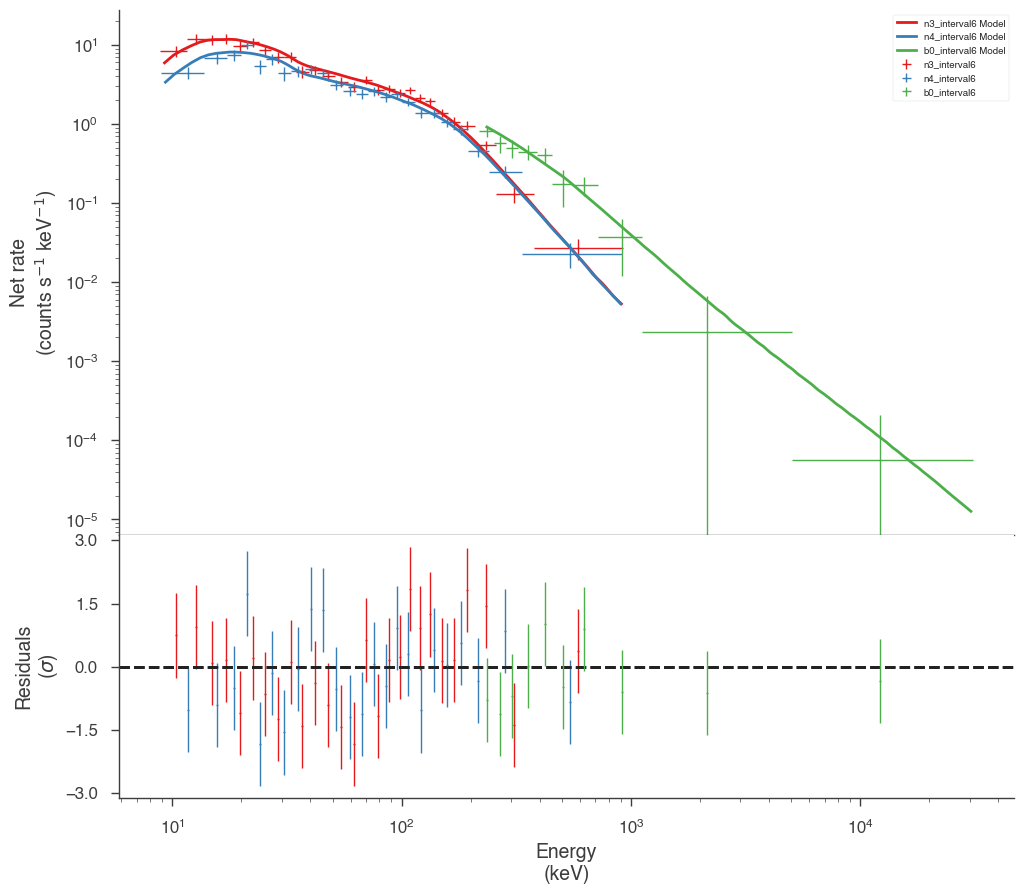 n3_interval6 Model
n4_interval6 Model
b0_interval6 Model
n3_interval6
n4_interval6
b0_interval6
10¹
10⁰
10⁻¹
10⁻²
10⁻³
10⁻⁴
10⁻⁵
Net rate
(counts s⁻¹ keV⁻¹)
3.0
1.5
0.0
−1.5
−3.0
Residuals
(σ)
10¹ 10² 10³ 10⁴
Energy
(keV)